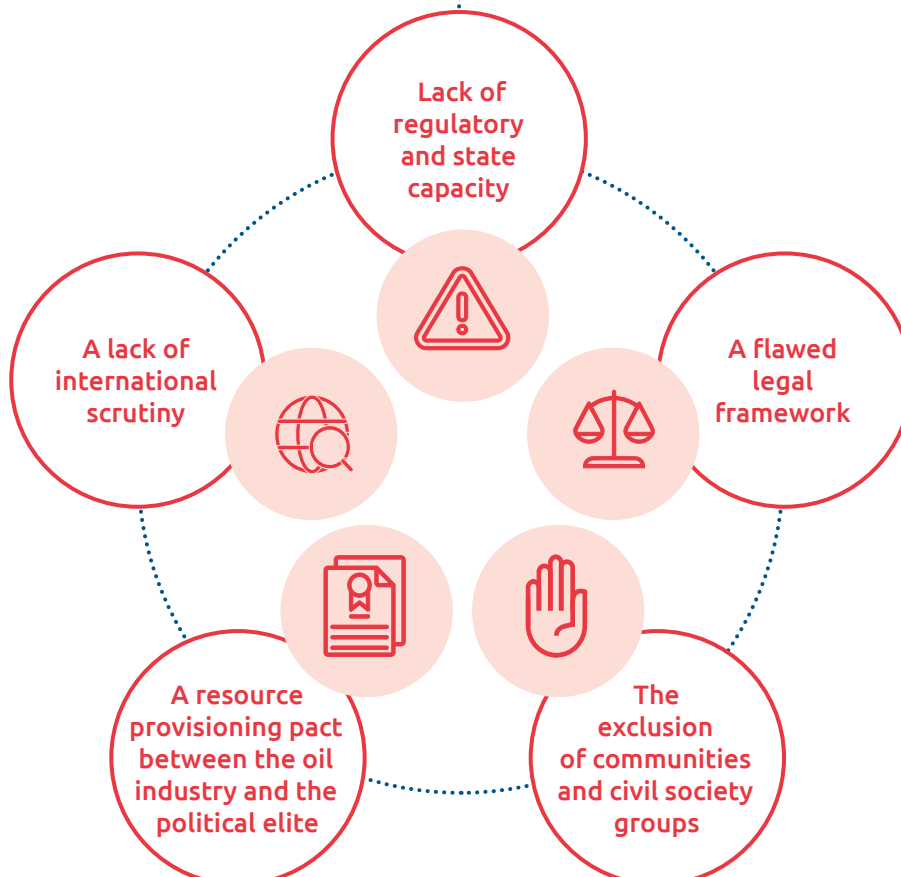 Lack of
regulatory
and state
capacity
A lack of
international
scrutiny
A flawed
legal
framework
A resource
provisioning pact
between the oil
industry and the
political elite
The
exclusion
of communities
and civil society
groups